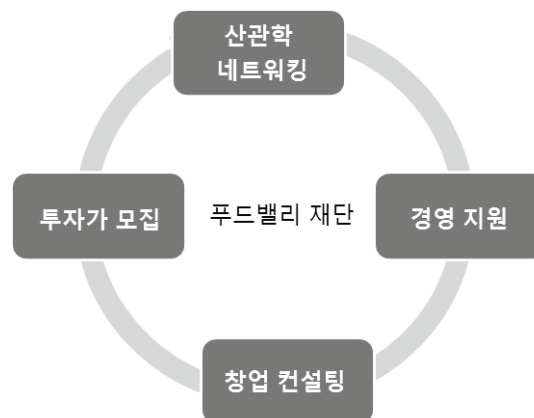 산관학
네트워킹
투자가 모집
푸드밸리 재단
경영 지원
창업 컨설팅